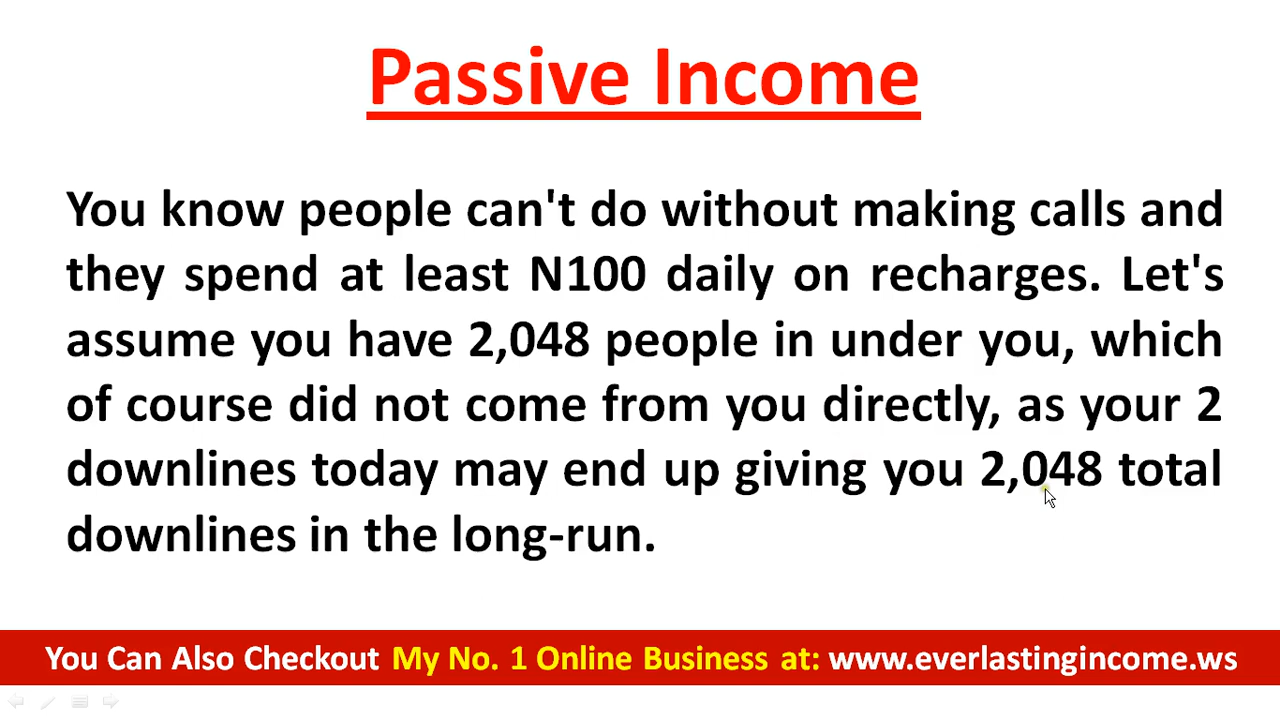 Passive Income
You know people can't do without making calls and
they spend at least N100 daily on recharges. Let's
assume you have 2,048 people in under you, which
of course did not come from you directly, as your 2
downlines today may end up giving you 2,048 total
downlines in the long-run.
You Can Also Checkout My No. 1 Online Business at: www.everlastingincome.ws